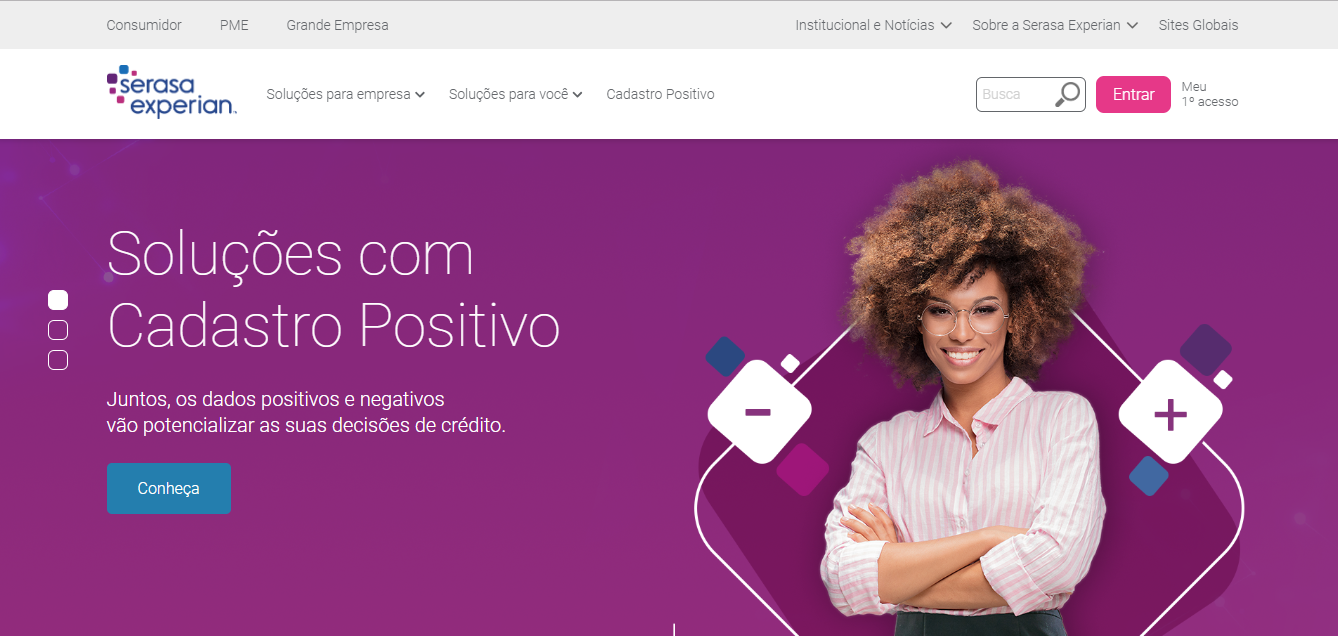 Consumidor PME Grande Empresa Institucional e Notícias Sobre a Serasa Experian Sites Globais
serasa experian. Soluções para empresa Soluções para você Cadastro Positivo Busca Entrar Meu 1º acesso
Soluções com
Cadastro Positivo
Juntos, os dados positivos e negativos
vão potencializar as suas decisões de crédito.
Conheça